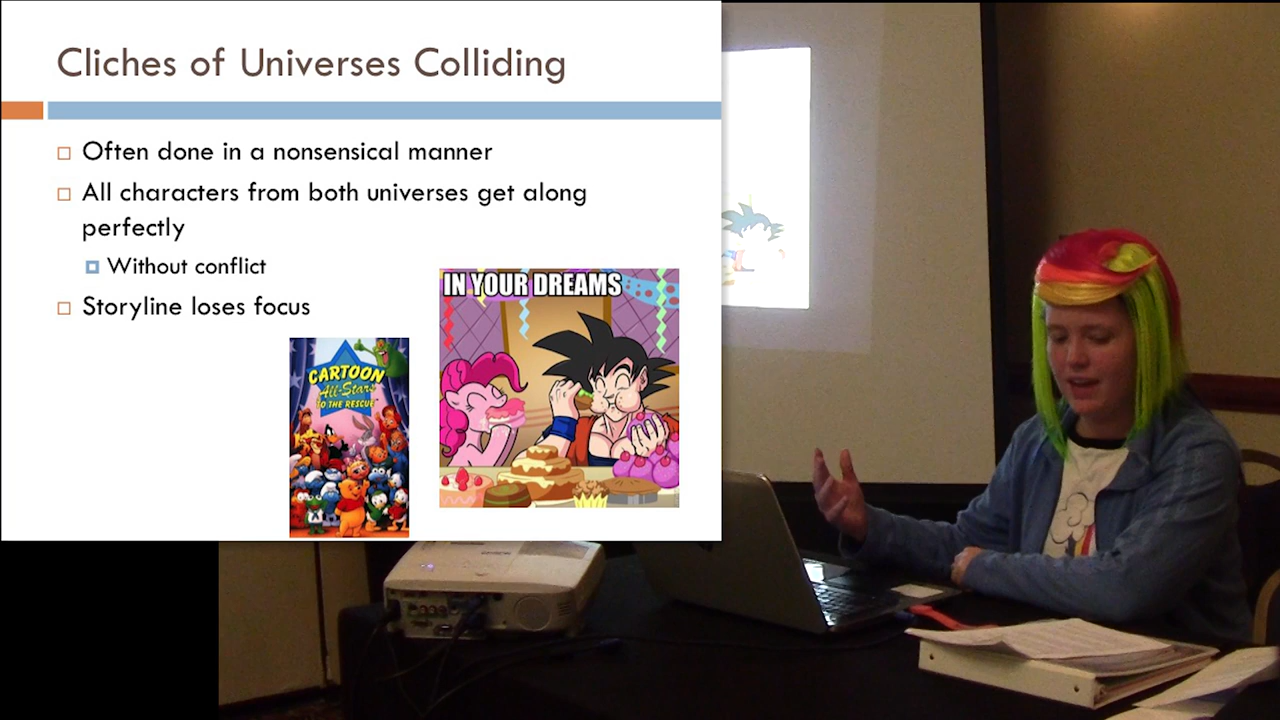 Cliches of Universes Colliding
Often done in a nonsensical manner
All characters from both universes get along
perfectly
Without conflict
Storyline loses focus
IN YOUR DREAMS
CARTOON
All-Stars
TO THE RESCUE